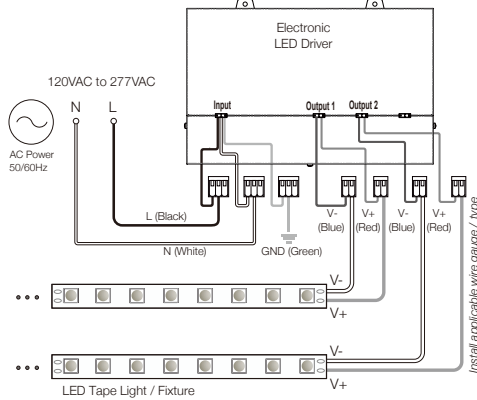 Electronic
LED Driver
120VAC to 277VAC
N L
Input Output 1 Output 2
AC Power
50/60Hz
L (Black)
N (White)
GND (Green)
V- V+ V- V+
(Blue) (Red) (Blue) (Red)
Install applicable wire gauge / type
V-
V+
V-
V+
LED Tape Light / Fixture